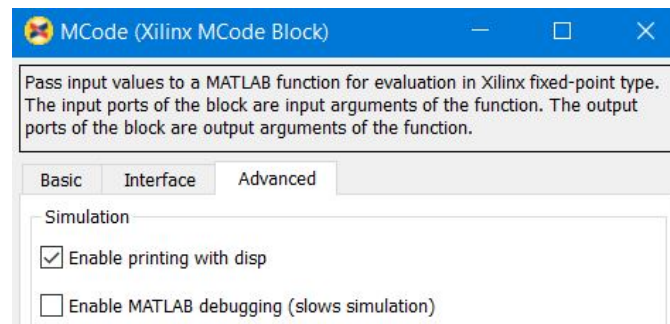 MCode (Xilinx MCode Block)
Pass input values to a MATLAB function for evaluation in Xilinx fixed-point type.
The input ports of the block are input arguments of the function. The output
ports of the block are output arguments of the function.
Basic Interface Advanced
Simulation
Enable printing with disp
Enable MATLAB debugging (slows simulation)